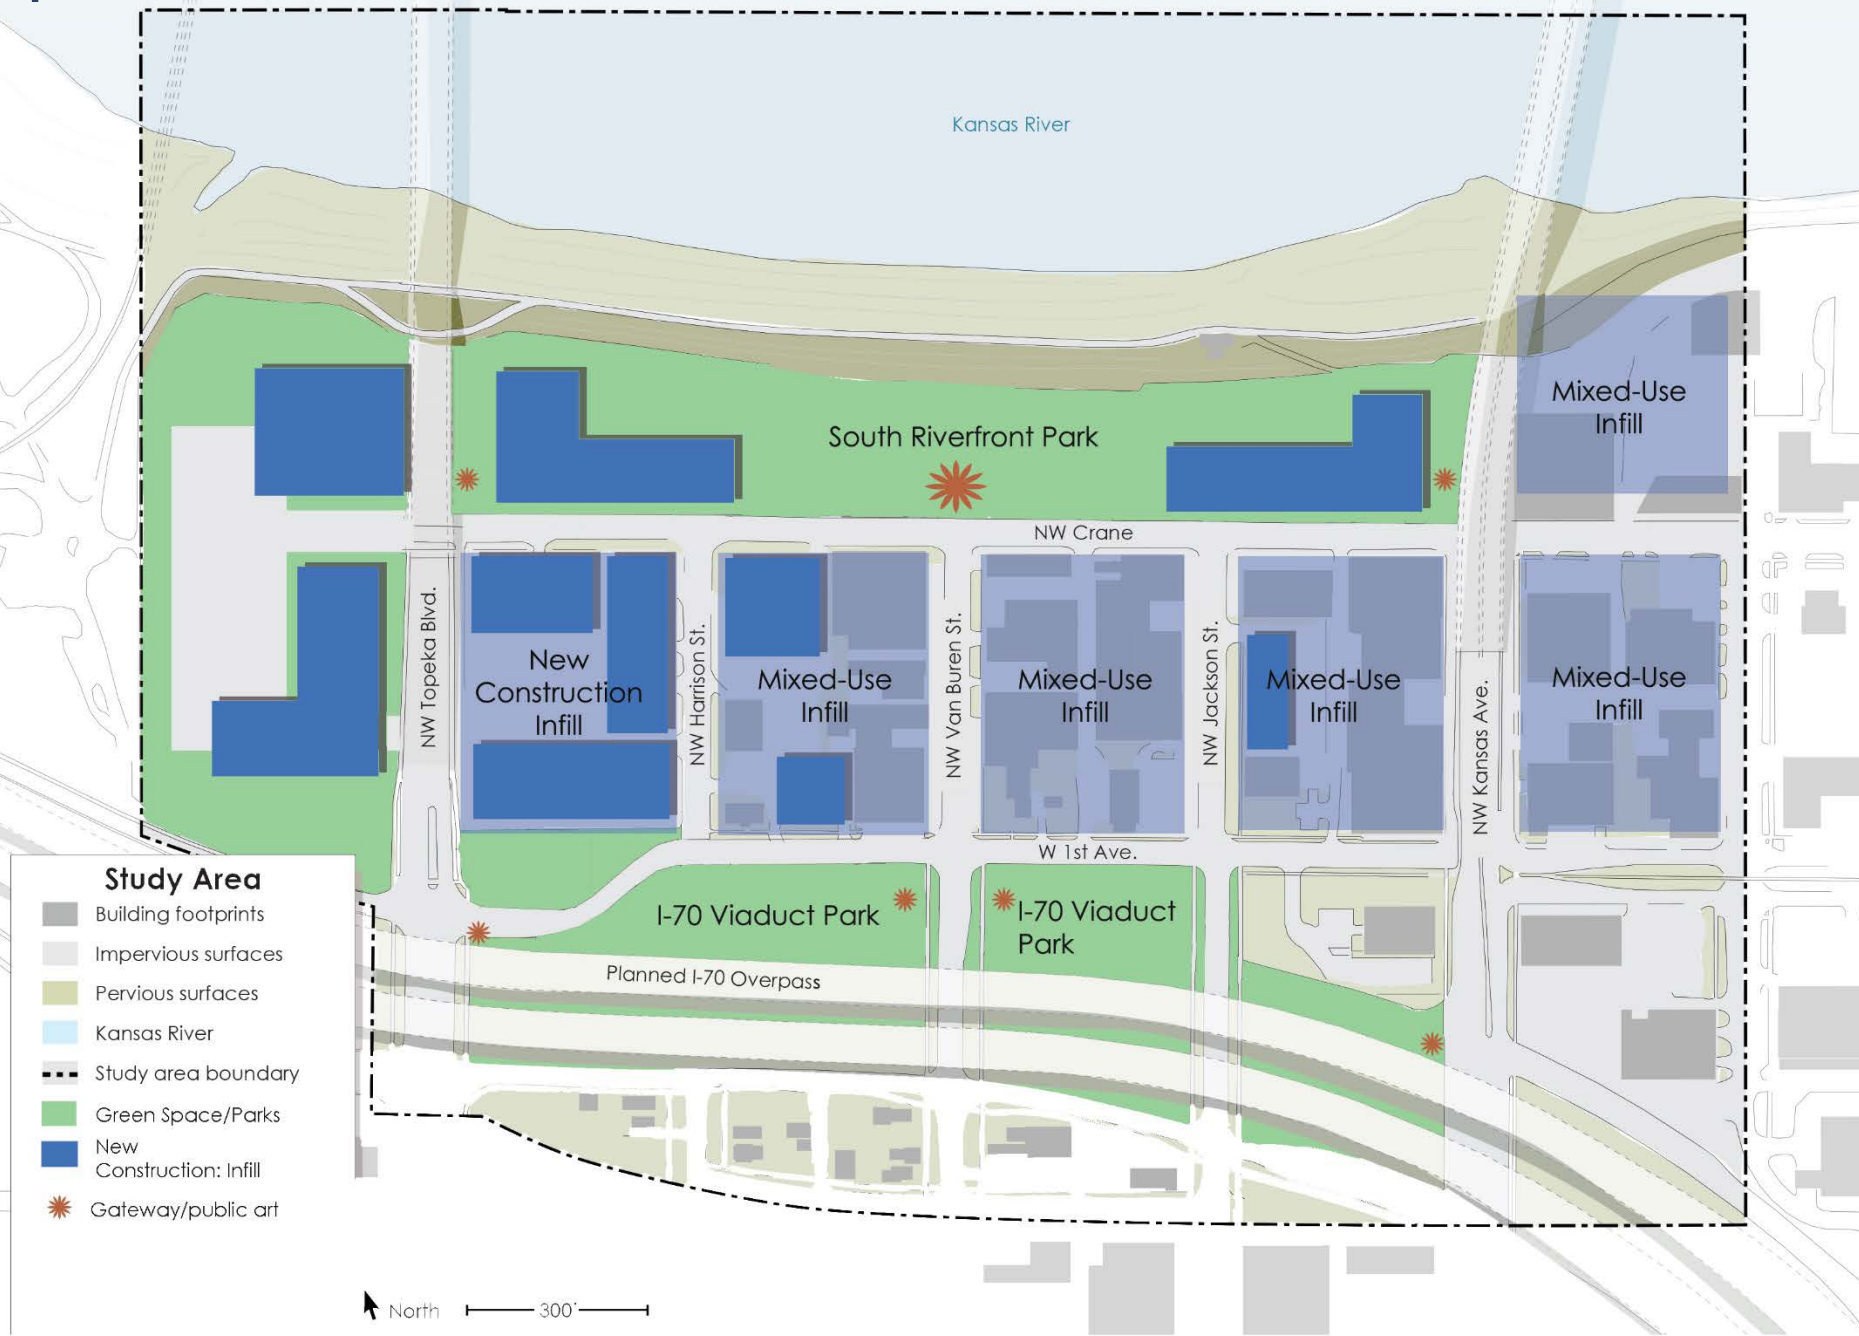 Kansas River
Mixed-Use
Infill
South Riverfront Park
NW Crane
NW Topeka Blvd.
New
Construction
Infill
NW Harrison St.
Mixed-Use
Infill
NW Van Buren St.
Mixed-Use
Infill
NW Jackson St.
Mixed-Use
Infill
NW Kansas Ave.
Mixed-Use
Infill
W 1st Ave.
I-70 Viaduct Park
I-70 Viaduct
Park
Planned I-70 Overpass
Study Area
Building footprints
Impervious surfaces
Pervious surfaces
Kansas River
Study area boundary
Green Space/Parks
New
Construction: Infill
Gateway/public art
North
300'